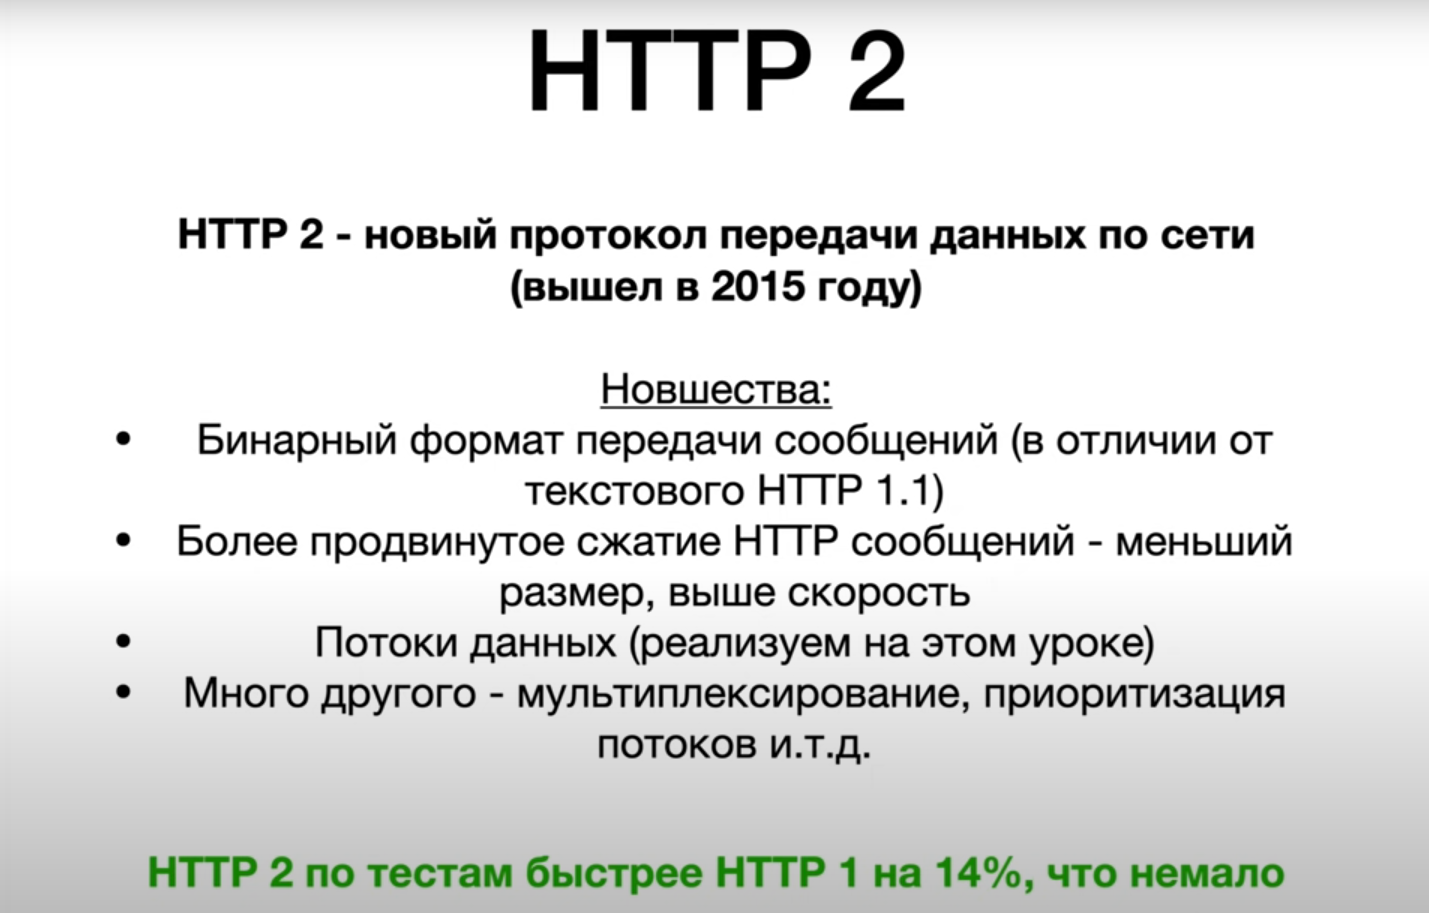 HTTP 2
HTTP 2 - новый протокол передачи данных по сети
(вышел в 2015 году)
Новшества:
• Бинарный формат передачи сообщений (в отличии от
текстового HTTP 1.1)
• Более продвинутое сжатие HTTP сообщений - меньший
размер, выше скорость
• Потоки данных (реализуем на этом уроке)
• Много другого - мультиплексирование, приоритизация
потоков и.т.д.
HTTP 2 по тестам быстрее HTTP 1 на 14%, что немало